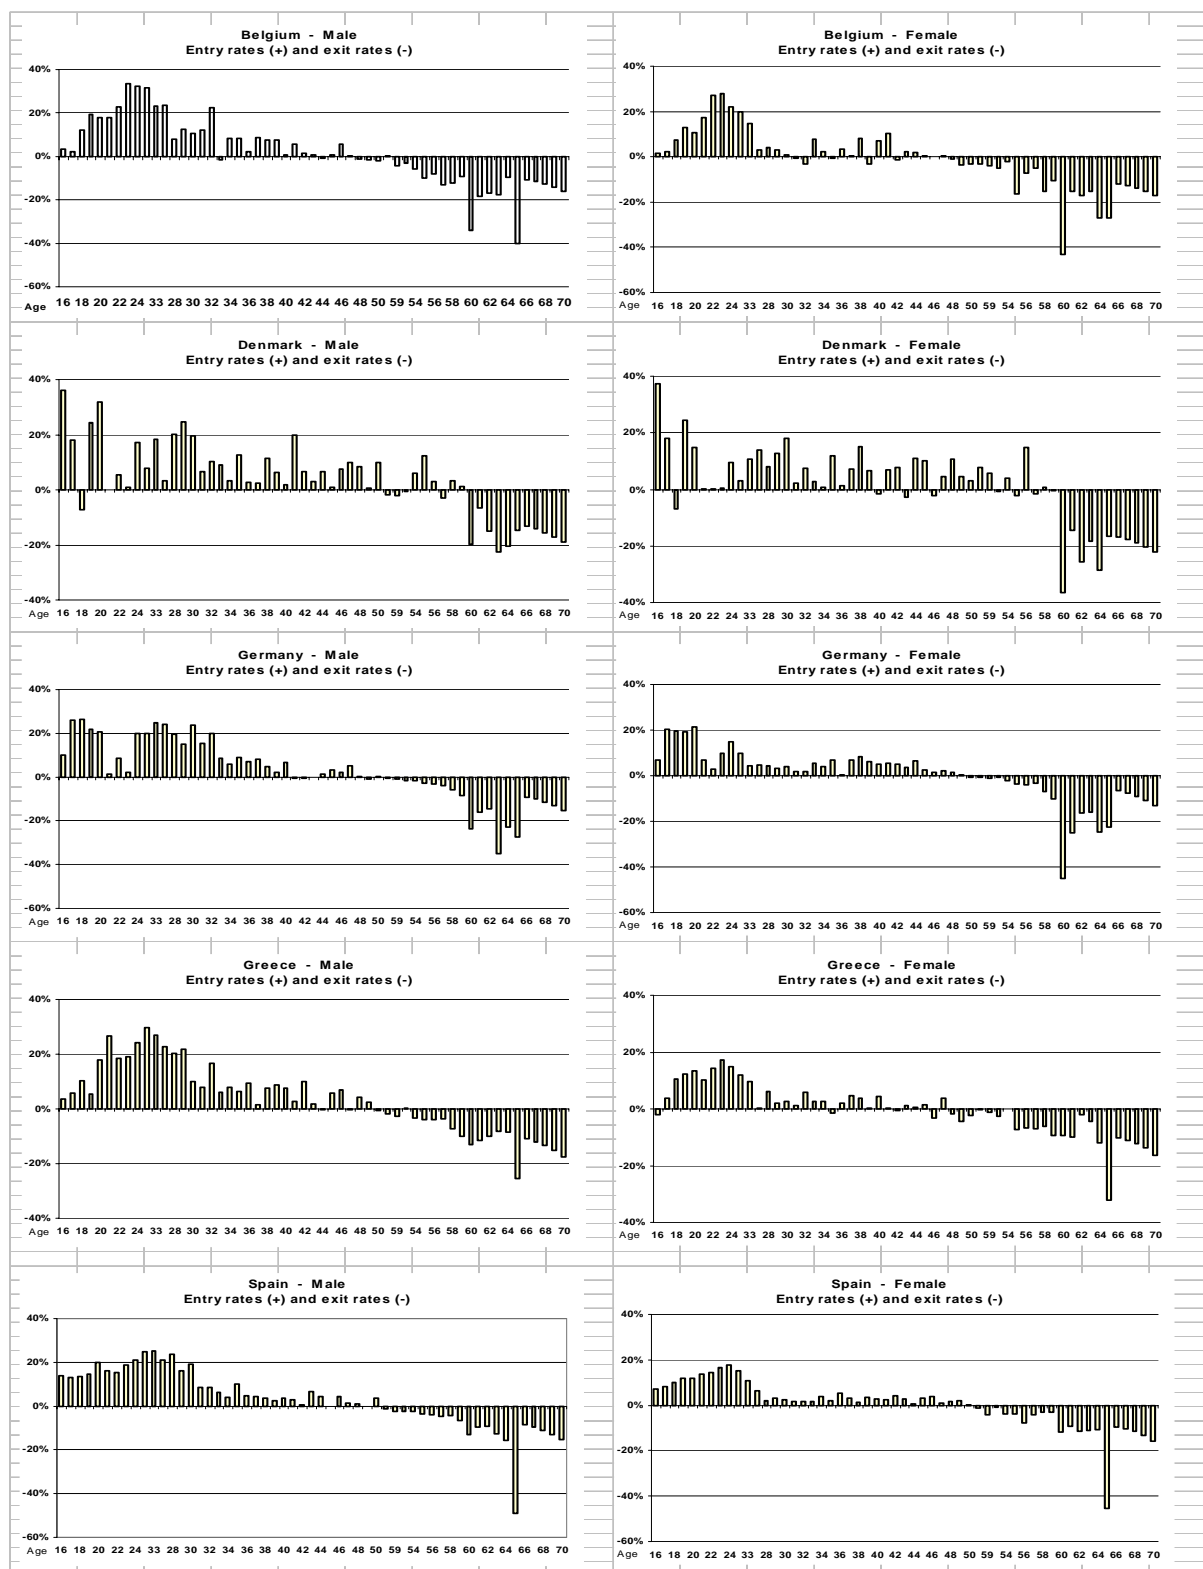 Belgium - Male
Entry rates (+) and exit rates (-)
40%
20%
0%
-20%
-40%
-60%
16 18 20 22 24 33 28 30 32 34 36 38 40 42 44 46 48 50 59 54 56 58 60 62 64 66 68 70
Age
Belgium - Female
Entry rates (+) and exit rates (-)
40%
20%
0%
-20%
-40%
-60%
16 18 20 22 24 33 28 30 32 34 36 38 40 42 44 46 48 50 59 54 56 58 60 62 64 66 68 70
Age
Denmark - Male
Entry rates (+) and exit rates (-)
40%
20%
0%
-20%
-40%
16 18 20 22 24 33 28 30 32 34 36 38 40 42 44 46 48 50 59 54 56 58 60 62 64 66 68 70
Age
Denmark - Female
Entry rates (+) and exit rates (-)
40%
20%
0%
-20%
-40%
16 18 20 22 24 33 28 30 32 34 36 38 40 42 44 46 48 50 59 54 56 58 60 62 64 66 68 70
Age
Germany - Male
Entry rates (+) and exit rates (-)
40%
20%
0%
-20%
-40%
-60%
16 18 20 22 24 33 28 30 32 34 36 38 40 42 44 46 48 50 59 54 56 58 60 62 64 66 68 70
Age
Germany - Female
Entry rates (+) and exit rates (-)
40%
20%
0%
-20%
-40%
-60%
16 18 20 22 24 33 28 30 32 34 36 38 40 42 44 46 48 50 59 54 56 58 60 62 64 66 68 70
Age
Greece - Male
Entry rates (+) and exit rates (-)
40%
20%
0%
-20%
-40%
16 18 20 22 24 33 28 30 32 34 36 38 40 42 44 46 48 50 59 54 56 58 60 62 64 66 68 70
Age
Greece - Female
Entry rates (+) and exit rates (-)
40%
20%
0%
-20%
-40%
16 18 20 22 24 33 28 30 32 34 36 38 40 42 44 46 48 50 59 54 56 58 60 62 64 66 68 70
Age
Spain - Male
Entry rates (+) and exit rates (-)
40%
20%
0%
-20%
-40%
-60%
16 18 20 22 24 33 28 30 32 34 36 38 40 42 44 46 48 50 59 54 56 58 60 62 64 66 68 70
Age
Spain - Female
Entry rates (+) and exit rates (-)
40%
20%
0%
-20%
-40%
-60%
16 18 20 22 24 33 28 30 32 34 36 38 40 42 44 46 48 50 59 54 56 58 60 62 64 66 68 70
Age